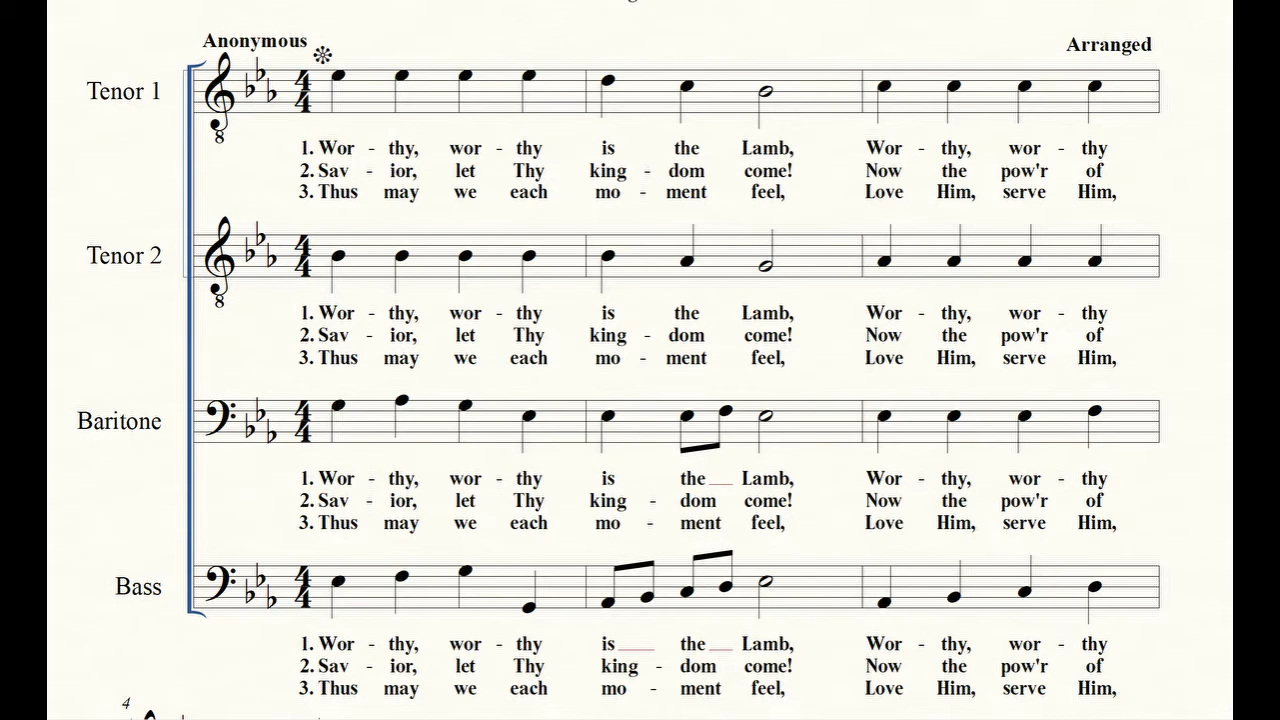 Anonymous
Arranged
Tenor 1
1. Wor - thy, wor - thy is the Lamb, Wor - thy, wor - thy
2. Sav - ior, let Thy king - dom come! Now the pow'r of
3. Thus may we each mo - ment feel, Love Him, serve Him,
Tenor 2
1. Wor - thy, wor - thy is the Lamb, Wor - thy, wor - thy
2. Sav - ior, let Thy king - dom come! Now the pow'r of
3. Thus may we each mo - ment feel, Love Him, serve Him,
Baritone
1. Wor - thy, wor - thy is the Lamb, Wor - thy, wor - thy
2. Sav - ior, let Thy king - dom come! Now the pow'r of
3. Thus may we each mo - ment feel, Love Him, serve Him,
Bass
1. Wor - thy, wor - thy is the Lamb, Wor - thy, wor - thy
2. Sav - ior, let Thy king - dom come! Now the pow'r of
3. Thus may we each mo - ment feel, Love Him, serve Him,
4